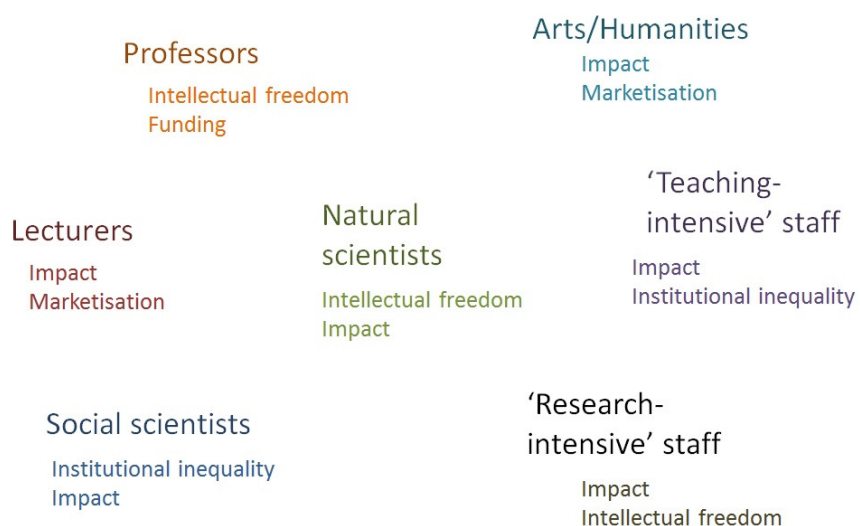 Professors
Intellectual freedom
Funding
Arts/Humanities
Impact
Marketisation
Lecturers
Impact
Marketisation
Natural
scientists
Intellectual freedom
Impact
‘Teaching-
intensive’ staff
Impact
Institutional inequality
Social scientists
Institutional inequality
Impact
‘Research-
intensive’ staff
Impact
Intellectual freedom